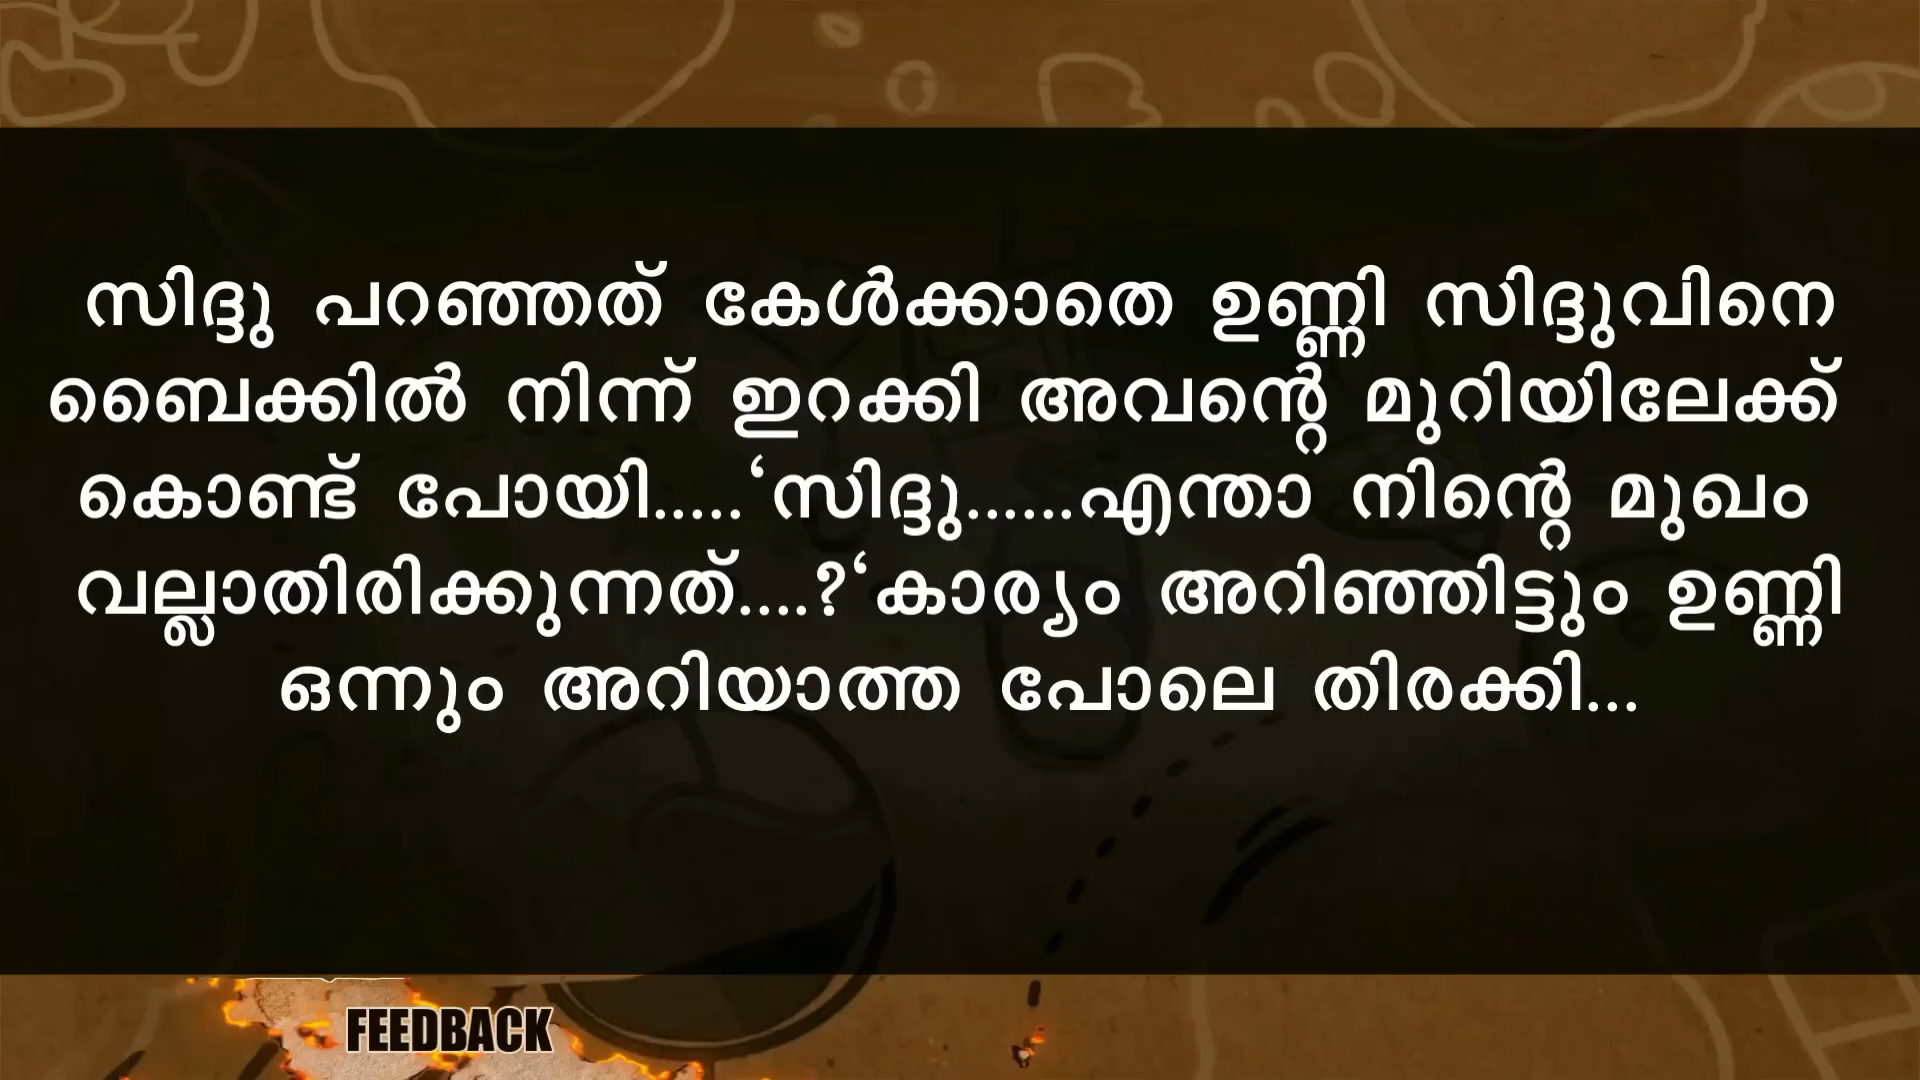 സിദ്ദു പറഞ്ഞത് കേൾക്കാതെ ഉണ്ണി സിദ്ദുവിനെ
ബൈക്കിൽ നിന്ന് ഇറക്കി അവന്റെ മുറിയിലേക്ക്
കൊണ്ട് പോയി.....‘സിദ്ദു......എന്താ നിന്റെ മുഖം
വല്ലാതിരിക്കുന്നത്....?‘കാര്യം അറിഞ്ഞിട്ടും ഉണ്ണി
ഒന്നും അറിയാത്ത പോലെ തിരക്കി...
FEEDBACK